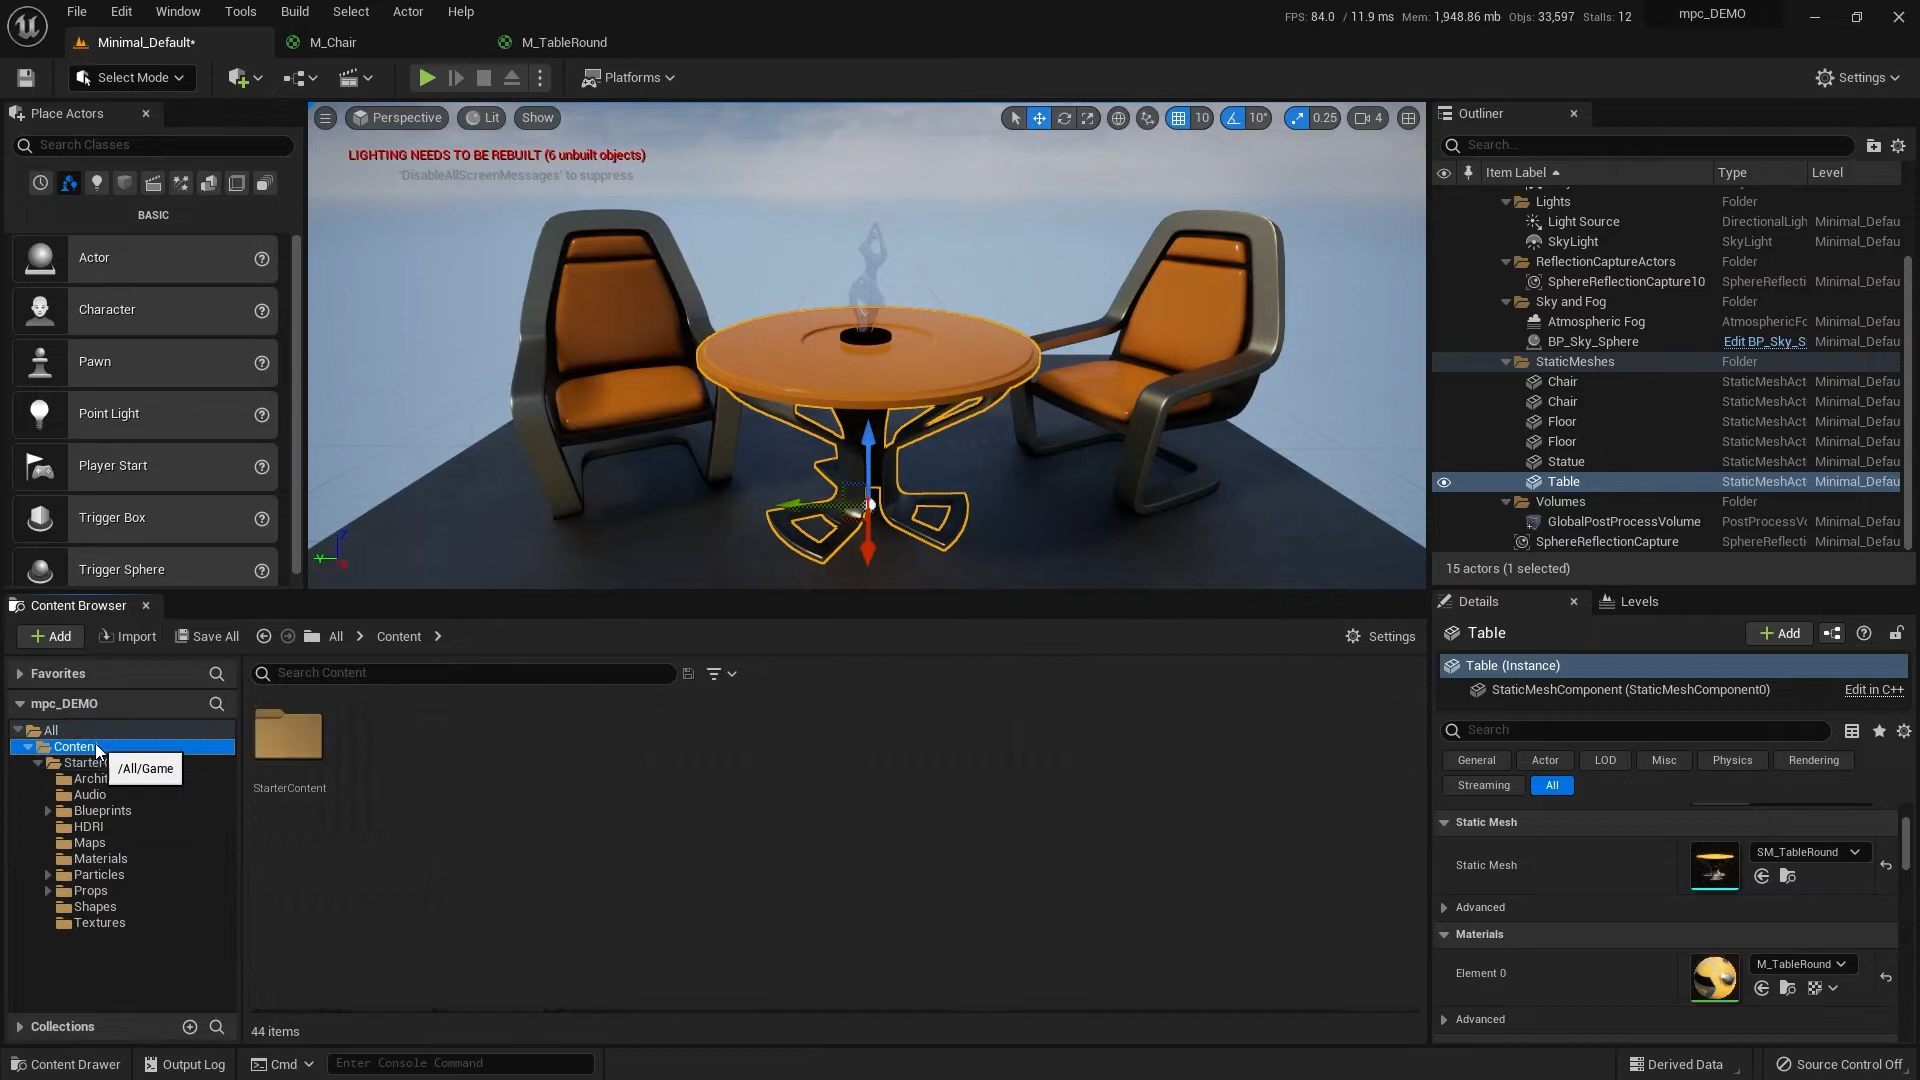 File Edit Window Tools Build Select Actor Help
FPS: 84.0 / 11.9 ms Mem: 1,948.86 mb Objs: 33,597 Stalls: 12
mpc_DEMO
Minimal_Default*
M_Chair
M_TableRound
Select Mode
Platforms
Settings
Place Actors
Search Classes
BASIC
Actor
Character
Pawn
Point Light
Player Start
Trigger Box
Trigger Sphere
Perspective Lit Show
10 10° 0.25 4
LIGHTING NEEDS TO BE REBUILT (6 unbuilt objects)
'DisableAllScreenMessages' to suppress
Outliner
Search...
Item Label Type Level
Lights Folder
Light Source DirectionalLigh Minimal_Defau
SkyLight SkyLight Minimal_Defau
ReflectionCaptureActors Folder
SphereReflectionCapture10 SphereReflecti Minimal_Defau
Sky and Fog Folder
Atmospheric Fog AtmosphericFc Minimal_Defau
BP_Sky_Sphere Edit BP_Sky_S Minimal_Defau
StaticMeshes Folder
Chair StaticMeshAct Minimal_Defau
Chair StaticMeshAct Minimal_Defau
Floor StaticMeshAct Minimal_Defau
Floor StaticMeshAct Minimal_Defau
Statue StaticMeshAct Minimal_Defau
Table StaticMeshAct Minimal_Defau
Volumes Folder
GlobalPostProcessVolume PostProcessVc Minimal_Defau
SphereReflectionCapture SphereReflecti Minimal_Defau
15 actors (1 selected)
Content Browser
Add Import Save All All Content
Settings
Favorites
mpc_DEMO
All
Conten
Starter
/All/Game
Archit
Audio
Blueprints
HDRI
Maps
Materials
Particles
Props
Shapes
Textures
Collections
Search Content
StarterContent
44 items
Details
Levels
Table
Add
Table (Instance)
StaticMeshComponent (StaticMeshComponent0) Edit in C++
Search
General Actor LOD Misc Physics Rendering
Streaming All
Static Mesh
Static Mesh
SM_TableRound
Advanced
Materials
Element 0
M_TableRound
Advanced
Content Drawer Output Log Cmd Enter Console Command
Derived Data Source Control Off